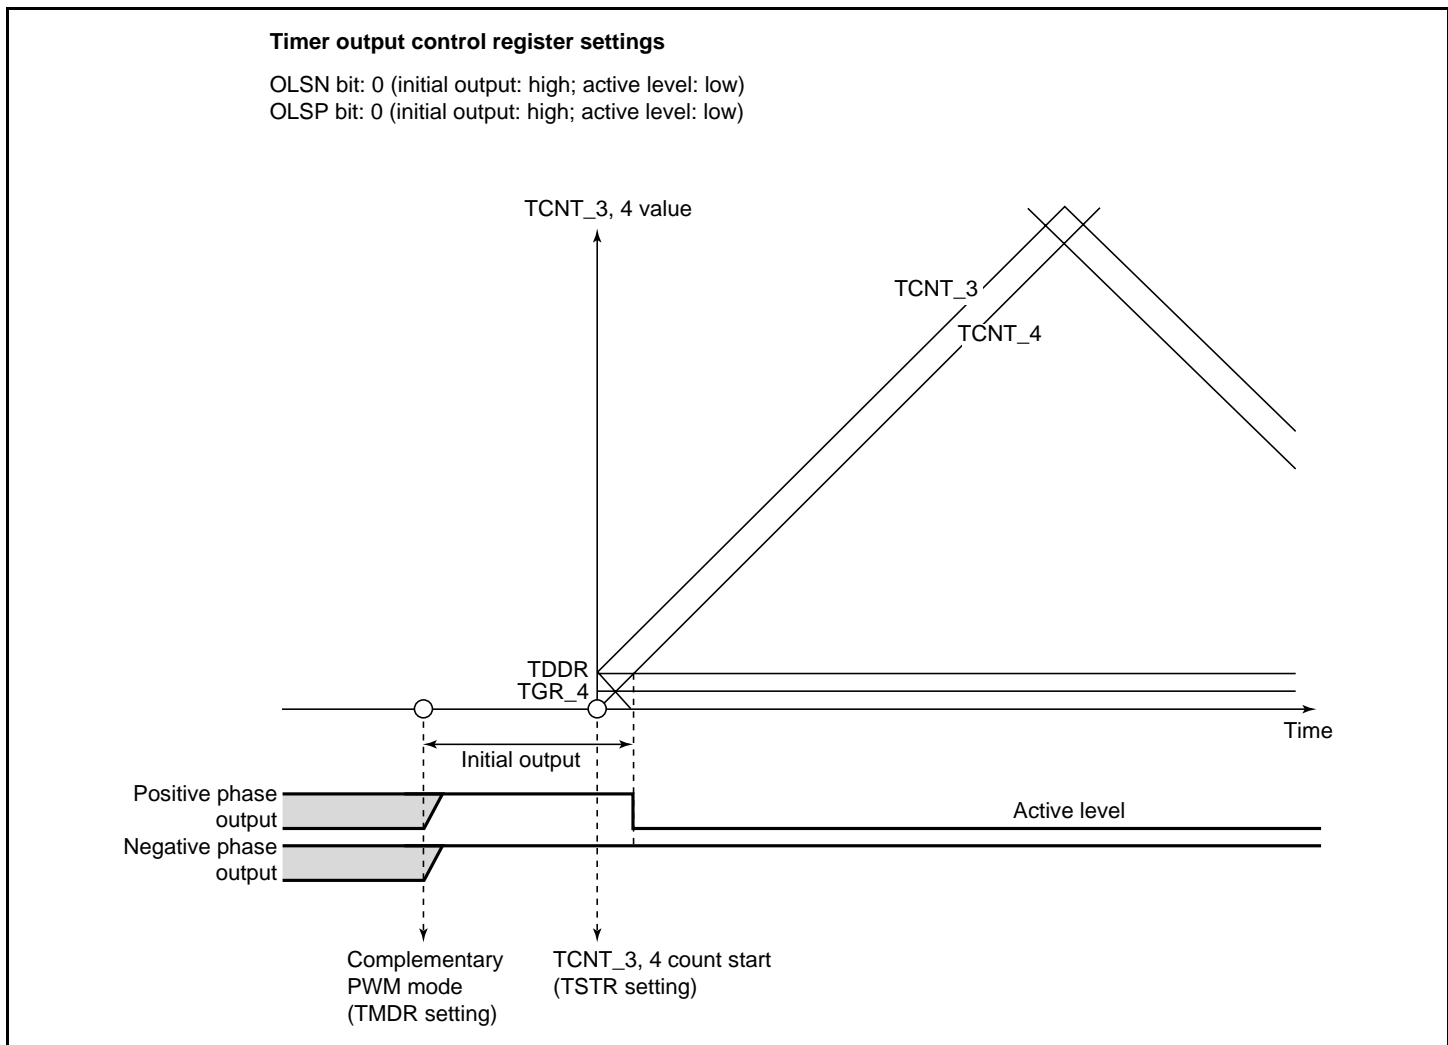 Timer output control register settings
OLSN bit: 0 (initial output: high; active level: low)
OLSP bit: 0 (initial output: high; active level: low)
TCNT_3, 4 value
TCNT_3
TCNT_4
TDDR
TGR_4
Time
Initial output
Positive phase
output
Active level
Negative phase
output
Complementary
PWM mode
(TMDR setting)
TCNT_3, 4 count start
(TSTR setting)